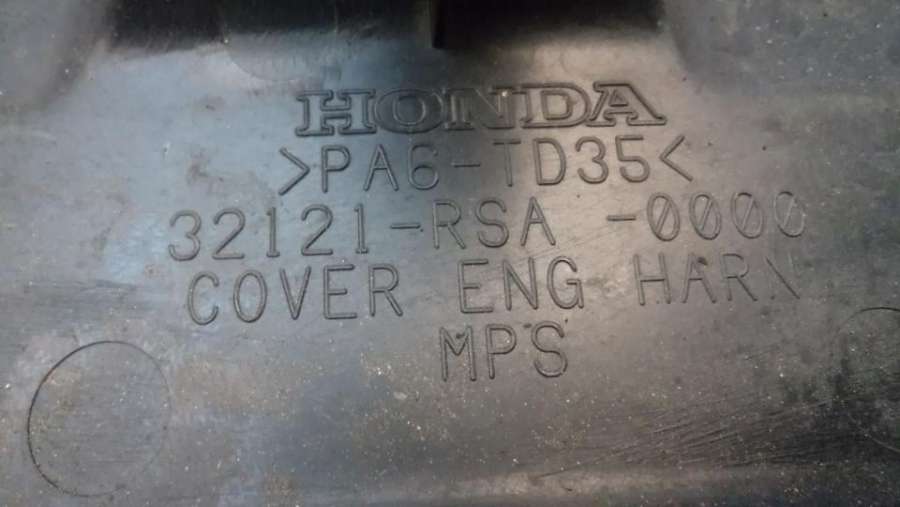 HONDA
>PA6-TD35<
32121-RSA -0000
COVER ENG HARN
MPS